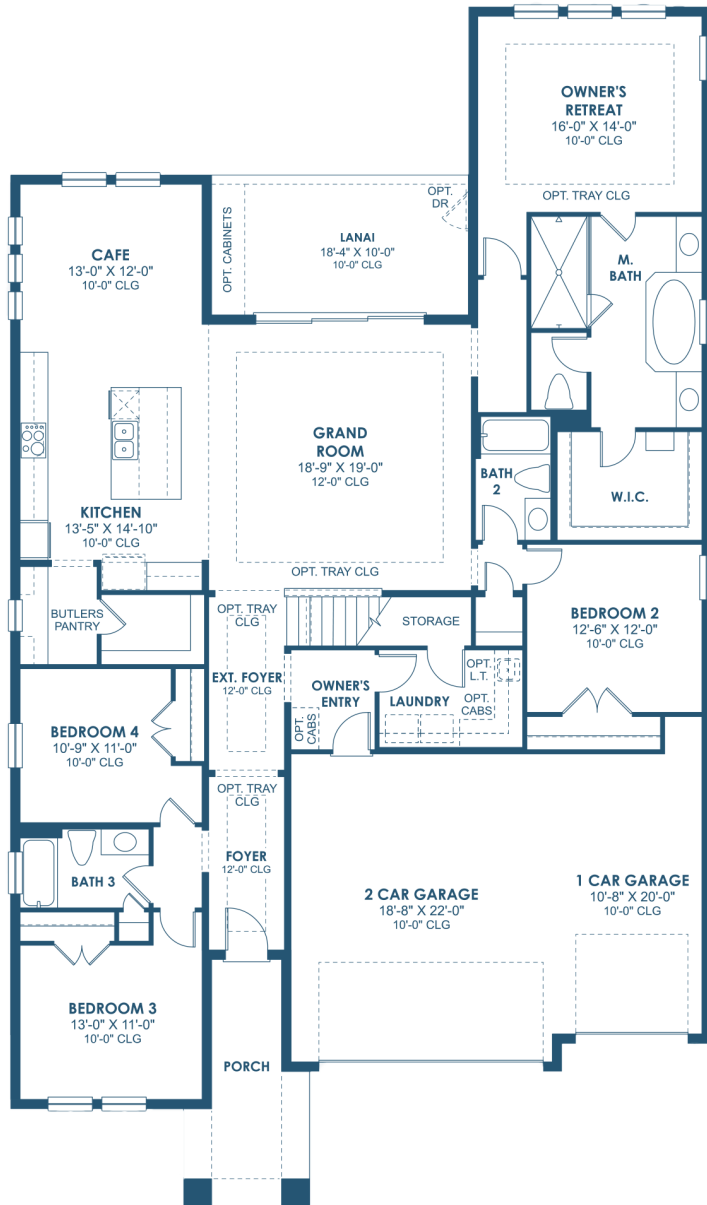 OWNER'S
RETREAT
16'-0" X 14'-0"
10'-0" CLG
OPT. TRAY CLG
OPT.
DR
OPT. CABINETS
LANAI
18'-4" X 10'-0"
10'-0" CLG
CAFE
13'-0" X 12'-0"
10'-0" CLG
M.
BATH
GRAND
ROOM
18'-9" X 19'-0"
12'-0" CLG
OPT. TRAY CLG
BATH
2
W.I.C.
KITCHEN
13'-5" X 14'-10"
10'-0" CLG
BUTLERS
PANTRY
OPT. TRAY
CLG
EXT. FOYER
12'-0" CLG
STORAGE
BEDROOM 2
12'-6" X 12'-0"
10'-0" CLG
OWNER'S
ENTRY
OPT.
CABS
LAUNDRY
OPT.
L.T.
OPT.
CABS
BEDROOM 4
10'-9" X 11'-0"
10'-0" CLG
OPT. TRAY
CLG
FOYER
12'-0" CLG
BATH 3
2 CAR GARAGE
18'-8" X 22'-0"
10'-0" CLG
1 CAR GARAGE
10'-8" X 20'-0"
10'-0" CLG
BEDROOM 3
13'-0" X 11'-0"
10'-0" CLG
PORCH